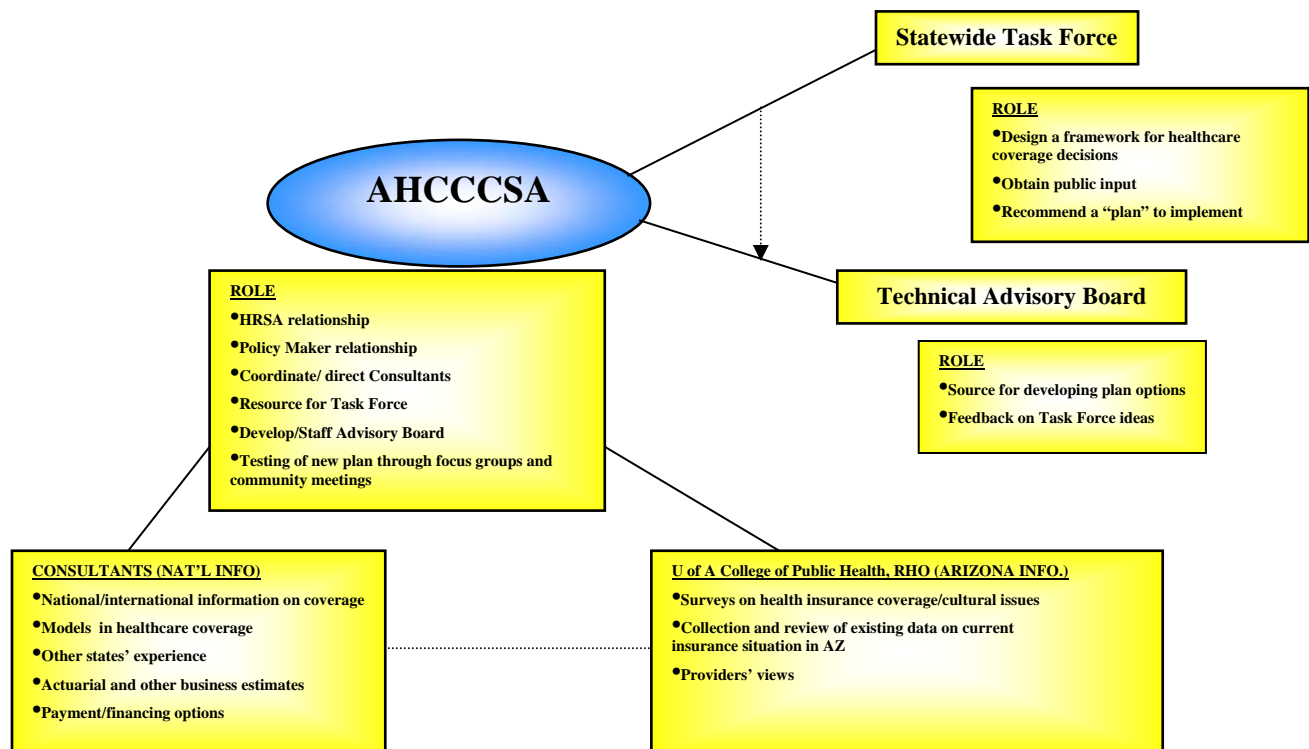 Statewide Task Force
ROLE
•Design a framework for healthcare
coverage decisions
•Obtain public input
•Recommend a “plan” to implement
AHCCCSA
Technical Advisory Board
ROLE
•Source for developing plan options
•Feedback on Task Force ideas
ROLE
•HRSA relationship
•Policy Maker relationship
•Coordinate/ direct Consultants
•Resource for Task Force
•Develop/Staff Advisory Board
•Testing of new plan through focus groups and
community meetings
CONSULTANTS (NAT’L INFO)
•National/international information on coverage
•Models in healthcare coverage
•Other states’ experience
•Actuarial and other business estimates
•Payment/financing options
U of A College of Public Health, RHO (ARIZONA INFO.)
•Surveys on health insurance coverage/cultural issues
•Collection and review of existing data on current
insurance situation in AZ
•Providers’ views